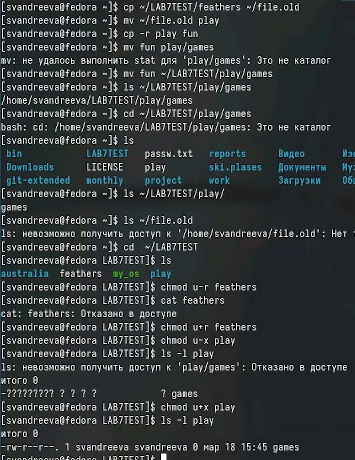 [svandreeva@fedora ~]$ cp ~/LAB7TEST/feathers ~/file.old
[svandreeva@fedora ~]$ mv ~/file.old play
[svandreeva@fedora ~]$ cp -r play fun
[svandreeva@fedora ~]$ mv fun play/games
mv: не удалось выполнить stat для 'play/games': Это не каталог
[svandreeva@fedora ~]$ mv fun ~/LAB7TEST/play/games
[svandreeva@fedora ~]$ ls ~/LAB7TEST/play/games
/home/svandreeva/LAB7TEST/play/games
[svandreeva@fedora ~]$ cd ~/LAB7TEST/play/games
bash: cd: /home/svandreeva/LAB7TEST/play/games: Это не каталог
[svandreeva@fedora ~]$ ls
bin LAB7TEST passw.txt reports Видео Изо
Downloads LICENSE play ski.plases Документы Муз
git-extended monthly project work Загрузки Общ
[svandreeva@fedora ~]$ ls ~/LAB7TEST/play/
games
[svandreeva@fedora ~]$ ls ~/file.old
ls: невозможно получить доступ к '/home/svandreeva/file.old': Нет т
[svandreeva@fedora ~]$ cd ~/LAB7TEST
[svandreeva@fedora LAB7TEST]$ ls
australia feathers my_os play
[svandreeva@fedora LAB7TEST]$ chmod u-r feathers
[svandreeva@fedora LAB7TEST]$ cat feathers
cat: feathers: Отказано в доступе
[svandreeva@fedora LAB7TEST]$ chmod u+r feathers
[svandreeva@fedora LAB7TEST]$ chmod u-x play
[svandreeva@fedora LAB7TEST]$ ls -l play
ls: невозможно получить доступ к 'play/games': Отказано в доступе
итого 0
-????????? ? ? ? ? ? games
[svandreeva@fedora LAB7TEST]$ chmod u+x play
[svandreeva@fedora LAB7TEST]$ ls -l play
итого 0
-rw-r--r--. 1 svandreeva svandreeva 0 мар 18 15:45 games
[svandreeva@fedora LAB7TEST]$